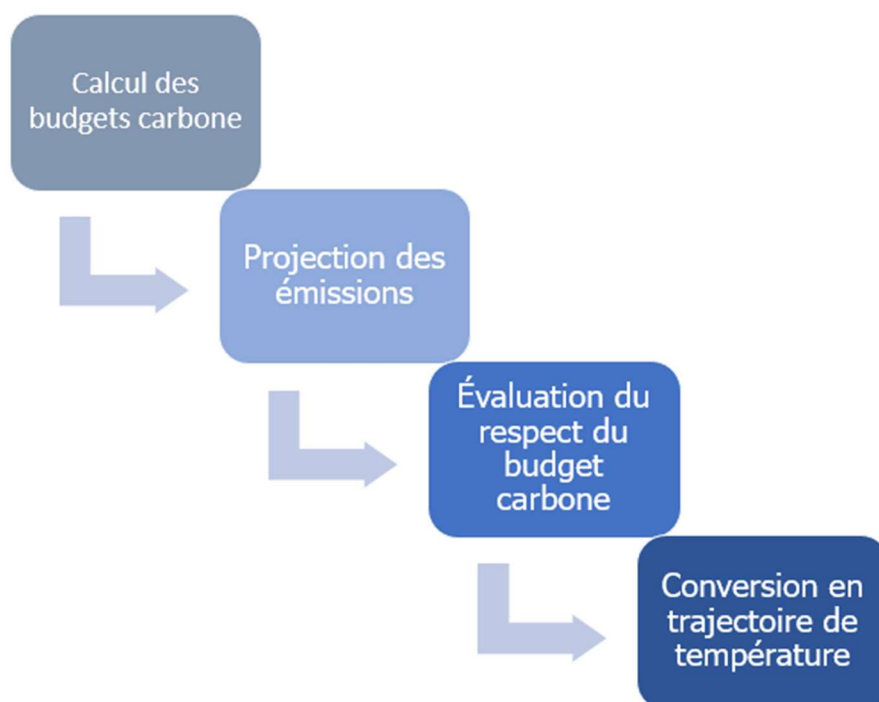 Calcul des
budgets carbone
Projection des
émissions
Évaluation du
respect du
budget
carbone
Conversion en
trajectoire de
température